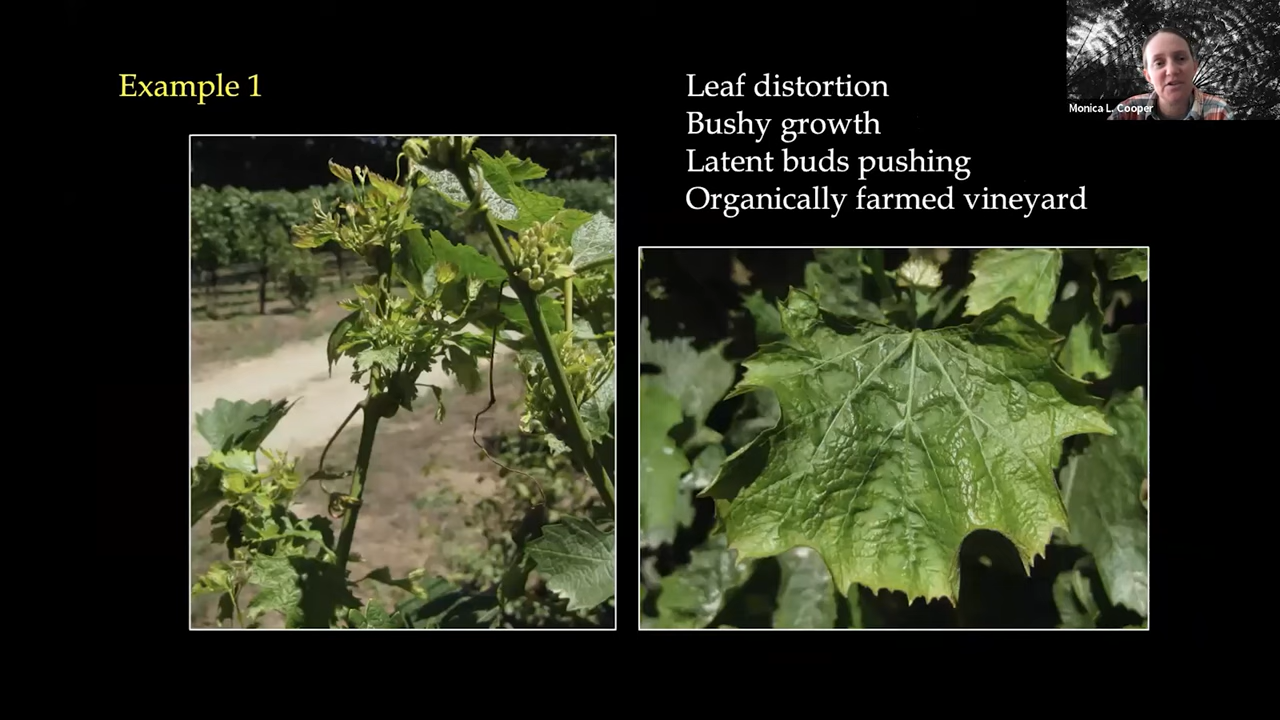 Example 1
Leaf distortion
Bushy growth
Latent buds pushing
Organically farmed vineyard
Monica L. Cooper